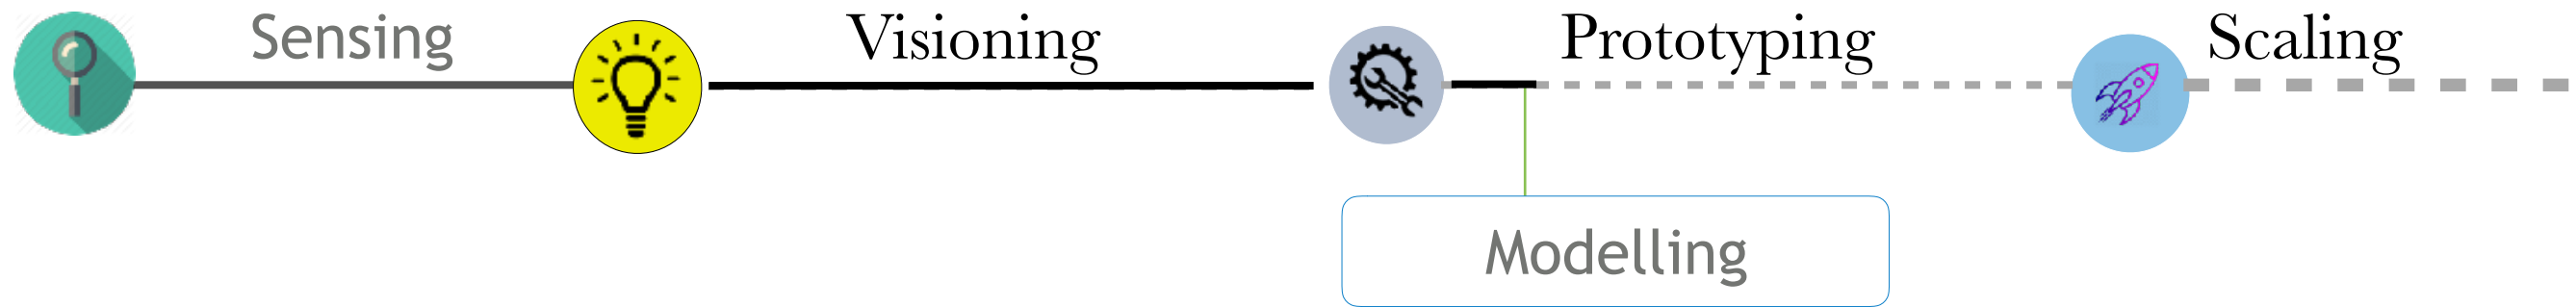 Sensing
Visioning
Prototyping
Scaling
Modelling